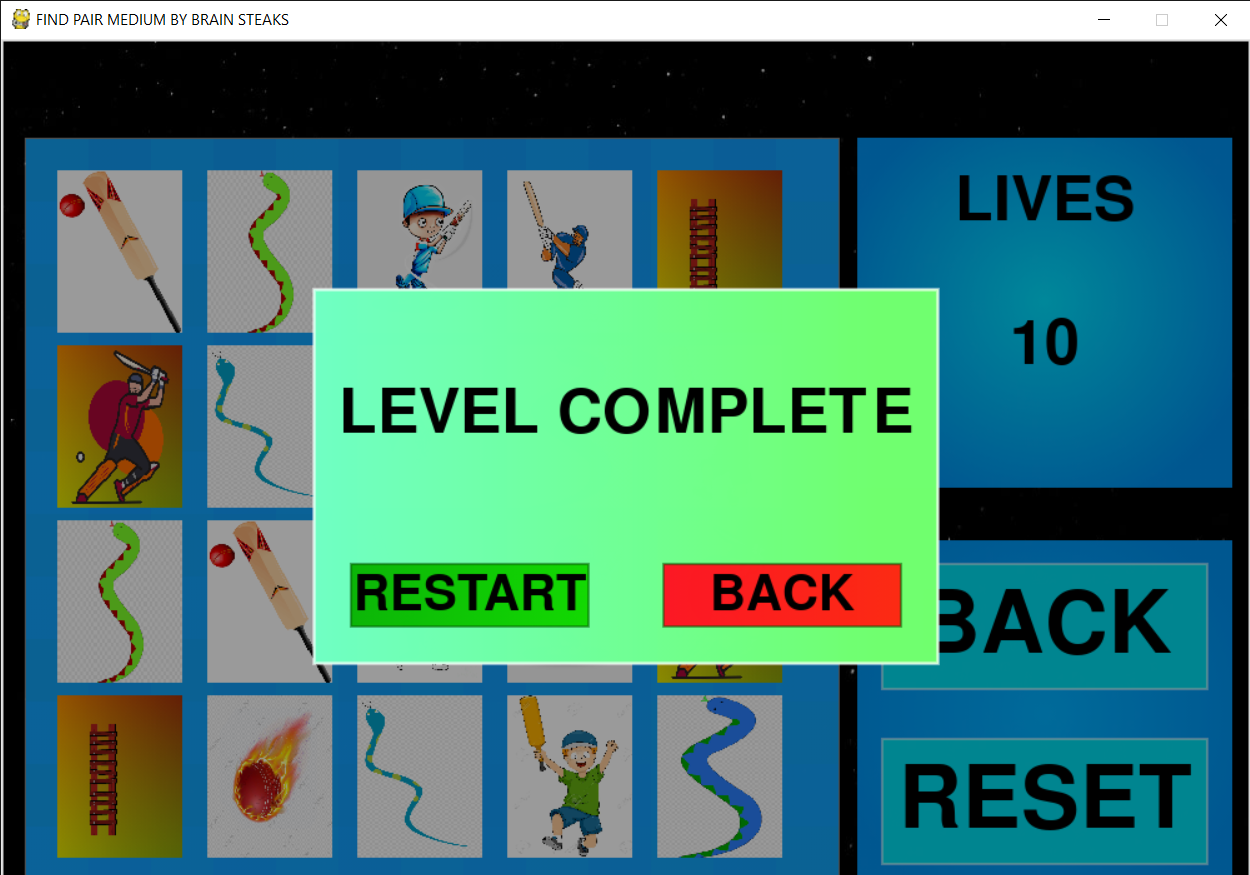 FIND PAIR MEDIUM BY BRAIN STEAKS
LIVES
10
LEVEL COMPLETE
RESTART
BACK
BACK
RESET